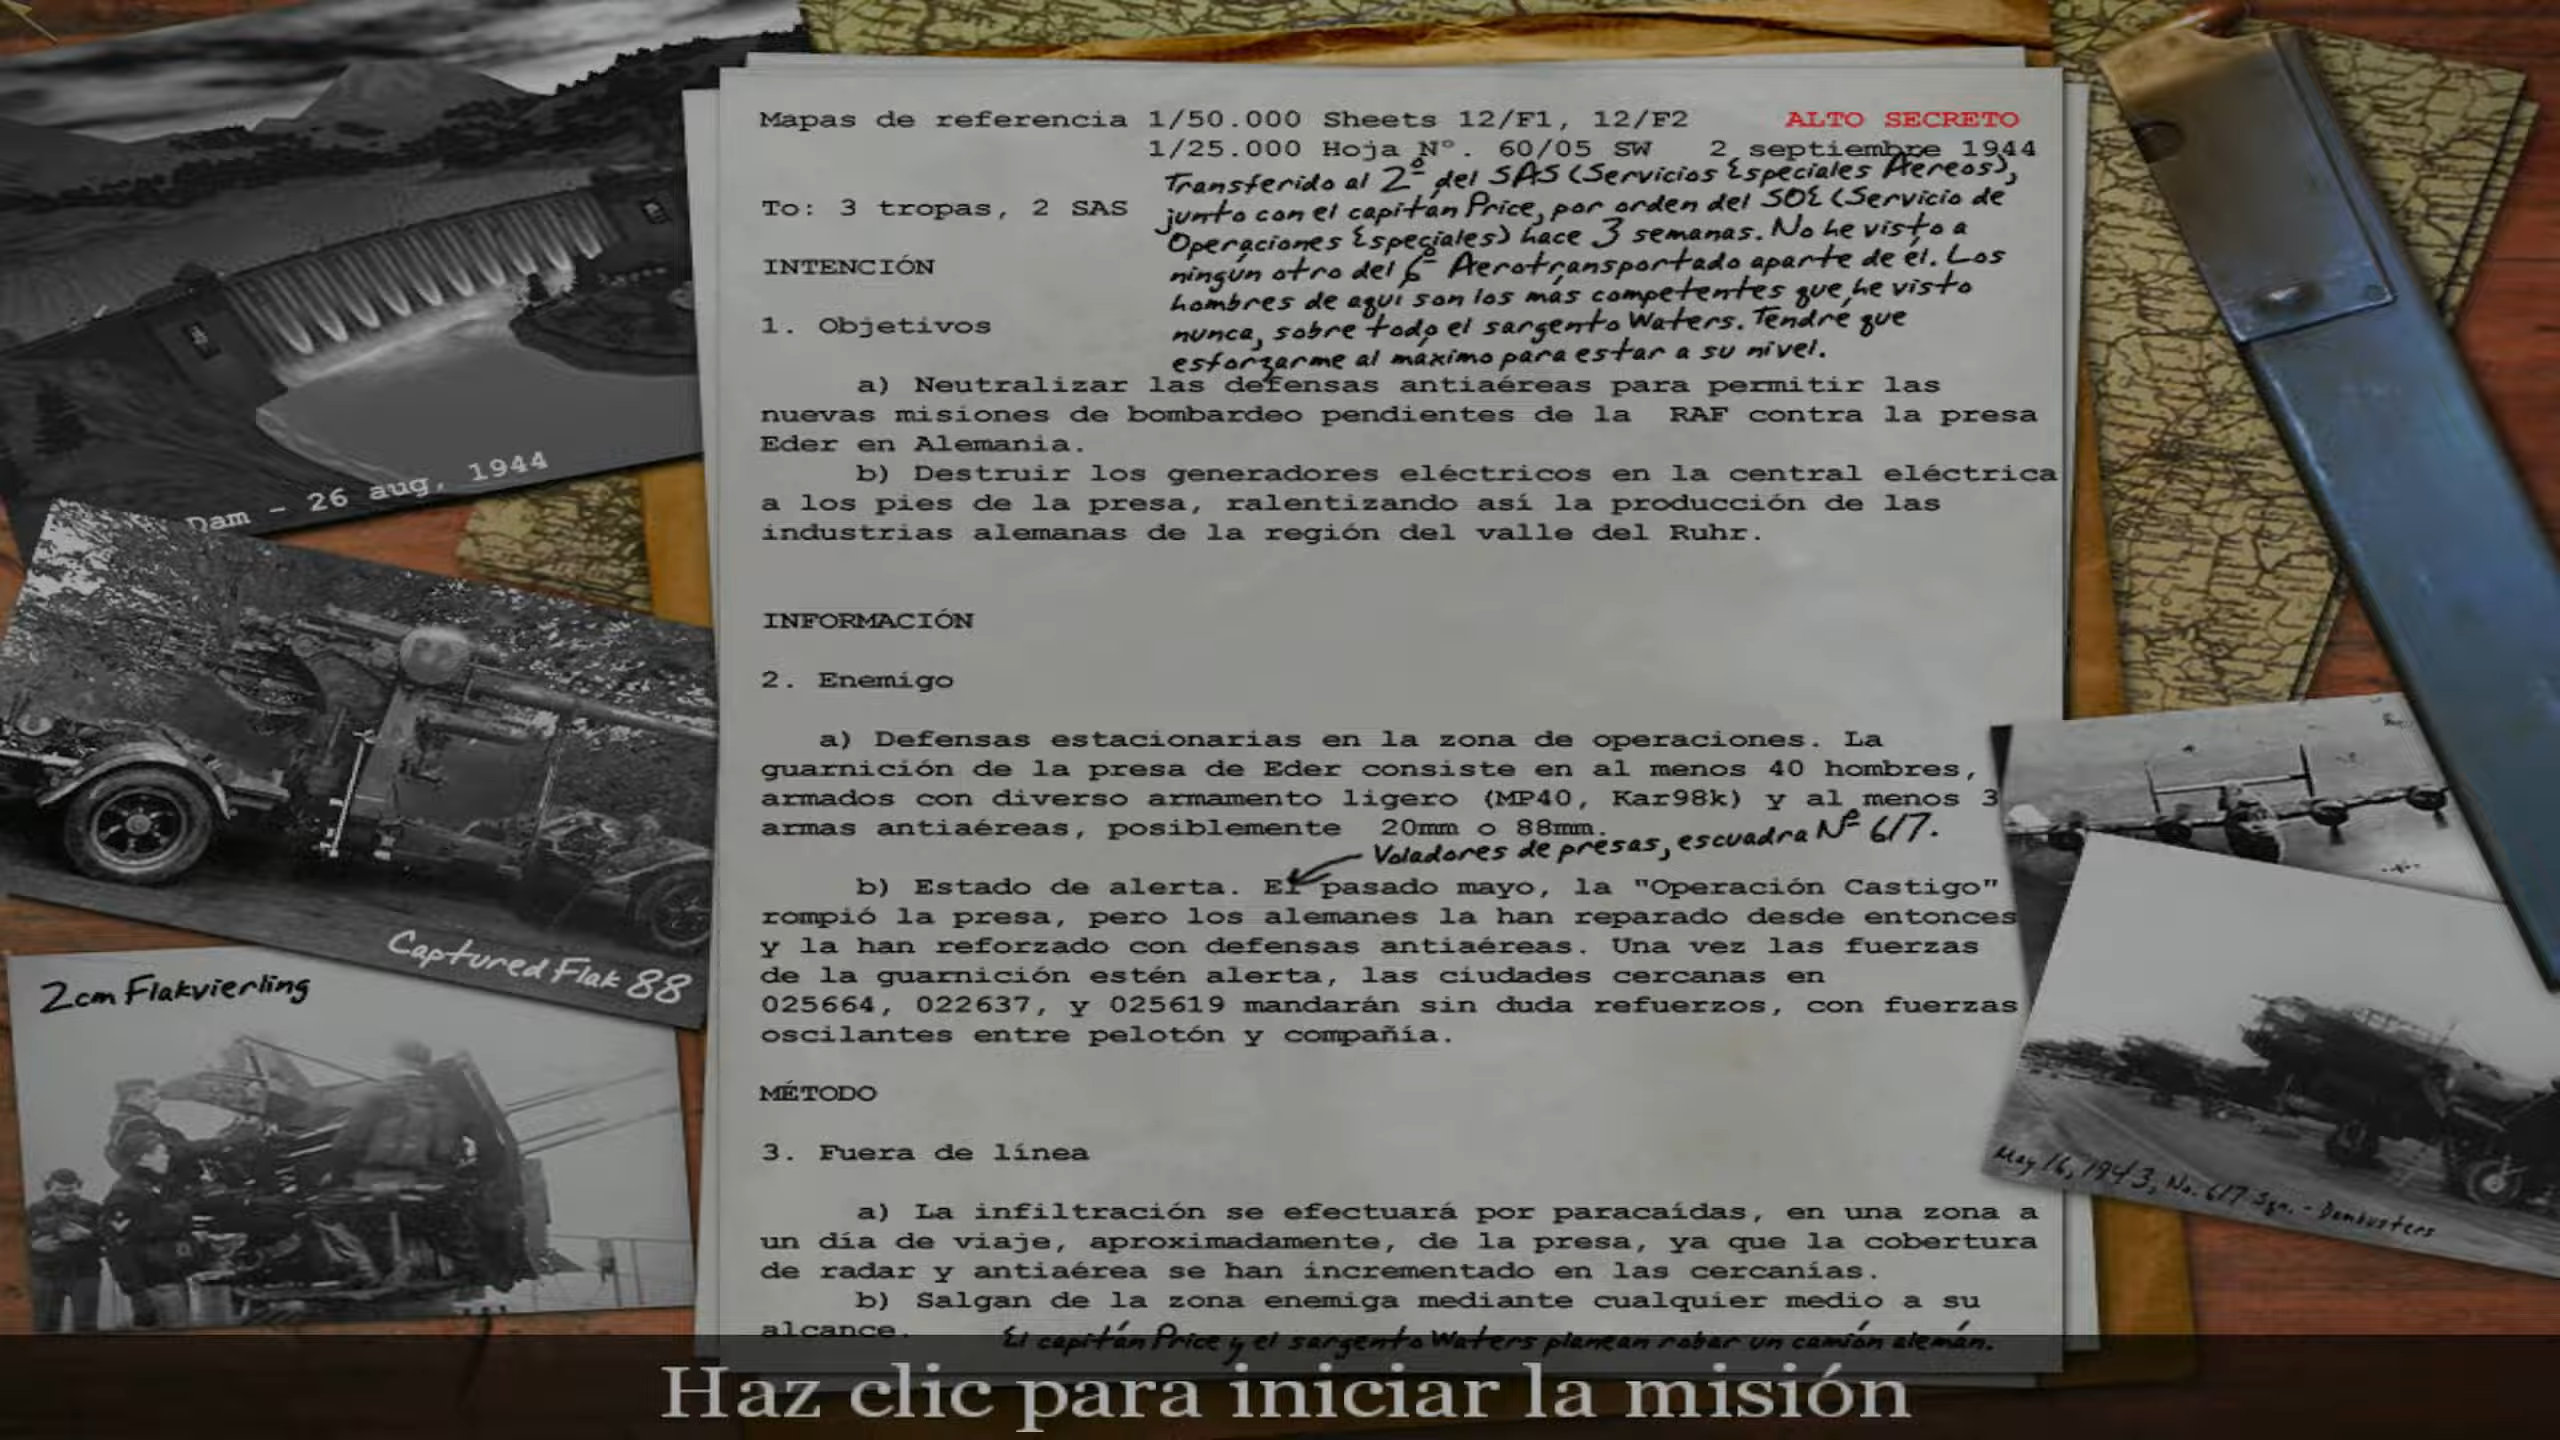 Mapas de referencia 1/50.000 Sheets 12/F1, 12/F2 ALTO SECRETO
1/25.000 Hoja Nº. 60/05 SW 2 septiembre 1944
Transferido al 2º del SAS (Servicios Especiales Aéreos),
To: 3 tropas, 2 SAS
junto con el capitán Price, por orden del SOE (Servicio de
Operaciones Especiales) hace 3 semanas. No he visto a
INTENCIÓN
ningún otro del 6º Aerotransportado aparte de él. Los
hombres de aquí son los más competentes que he visto
1. Objetivos
nunca, sobre todo el sargento Waters. Tendré que
esforzarme al máximo para estar a su nivel.
a) Neutralizar las defensas antiaéreas para permitir las
nuevas misiones de bombardeo pendientes de la RAF contra la presa
Eder en Alemania.
b) Destruir los generadores eléctricos en la central eléctrica
a los pies de la presa, ralentizando así la producción de las
industrias alemanas de la región del valle del Ruhr.
Dam - 26 aug, 1944
INFORMACIÓN
2. Enemigo
a) Defensas estacionarias en la zona de operaciones. La
guarnición de la presa de Eder consiste en al menos 40 hombres,
armados con diverso armamento ligero (MP40, Kar98k) y al menos 3
armas antiaéreas, posiblemente 20mm o 88mm.
Voladores de presas, escuadra Nº 617.
b) Estado de alerta. El pasado mayo, la "Operación Castigo"
rompió la presa, pero los alemanes la han reparado desde entonces
y la han reforzado con defensas antiaéreas. Una vez las fuerzas
de la guarnición estén alerta, las ciudades cercanas en
025664, 022637, y 025619 mandarán sin duda refuerzos, con fuerzas
oscilantes entre pelotón y compañía.
Captured Flak 88
2cm Flakvierling
MÉTODO
3. Fuera de línea
a) La infiltración se efectuará por paracaídas, en una zona a
un día de viaje, aproximadamente, de la presa, ya que la cobertura
de radar y antiaérea se han incrementado en las cercanías.
b) Salgan de la zona enemiga mediante cualquier medio a su
alcance.
El capitán Price y el sargento Waters planean robar un camión alemán.
May 16, 1943, No. 617 Sqn. - Dambusters
Haz clic para iniciar la misión